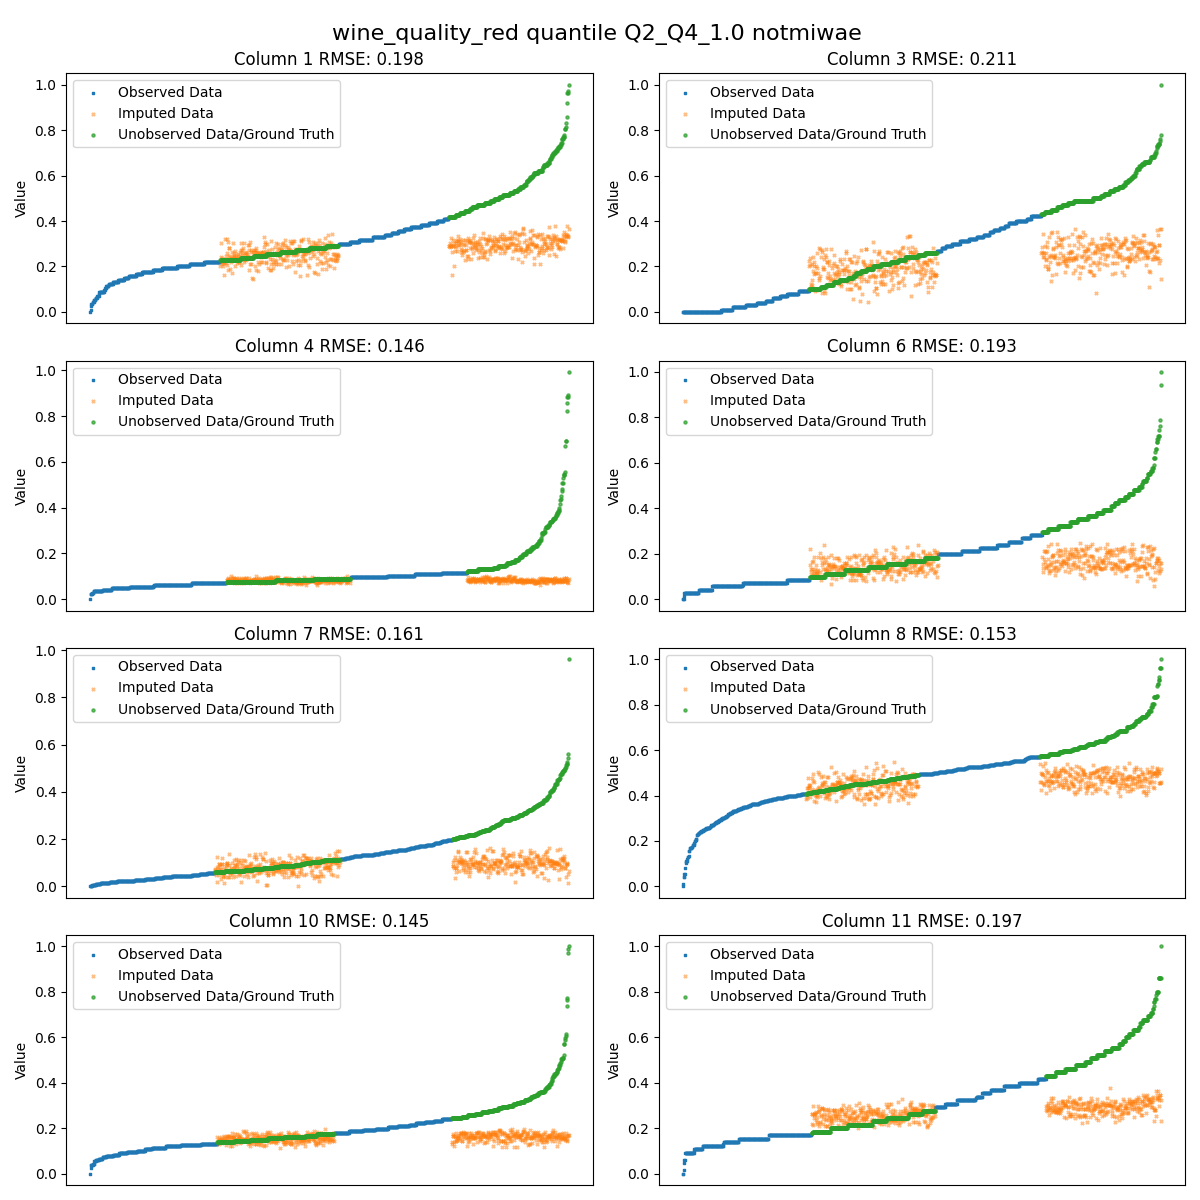 wine_quality_red quantile Q2_Q4_1.0 notmiwae
Column 1 RMSE: 0.198
1.0
0.8
0.6
0.4
0.2
0.0
Value
Observed Data
Imputed Data
Unobserved Data/Ground Truth
Column 3 RMSE: 0.211
1.0
0.8
0.6
0.4
0.2
0.0
Value
Observed Data
Imputed Data
Unobserved Data/Ground Truth
Column 4 RMSE: 0.146
1.0
0.8
0.6
0.4
0.2
0.0
Value
Observed Data
Imputed Data
Unobserved Data/Ground Truth
Column 6 RMSE: 0.193
1.0
0.8
0.6
0.4
0.2
0.0
Value
Observed Data
Imputed Data
Unobserved Data/Ground Truth
Column 7 RMSE: 0.161
1.0
0.8
0.6
0.4
0.2
0.0
Value
Observed Data
Imputed Data
Unobserved Data/Ground Truth
Column 8 RMSE: 0.153
1.0
0.8
0.6
0.4
0.2
0.0
Value
Observed Data
Imputed Data
Unobserved Data/Ground Truth
Column 10 RMSE: 0.145
1.0
0.8
0.6
0.4
0.2
0.0
Value
Observed Data
Imputed Data
Unobserved Data/Ground Truth
Column 11 RMSE: 0.197
1.0
0.8
0.6
0.4
0.2
0.0
Value
Observed Data
Imputed Data
Unobserved Data/Ground Truth